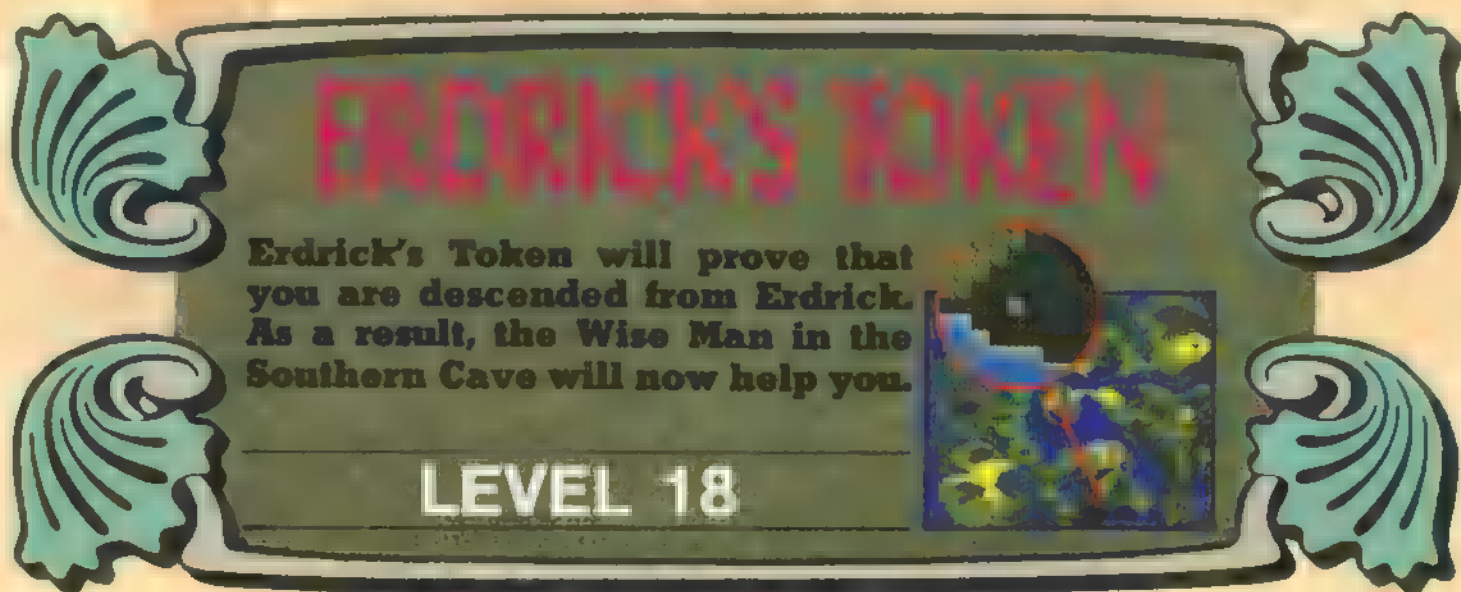 ERDRICK'S TOKEN
Erdrick's Token will prove that
you are descended from Erdrick.
As a result, the Wise Man in the
Southern Cave will now help you.
LEVEL 18